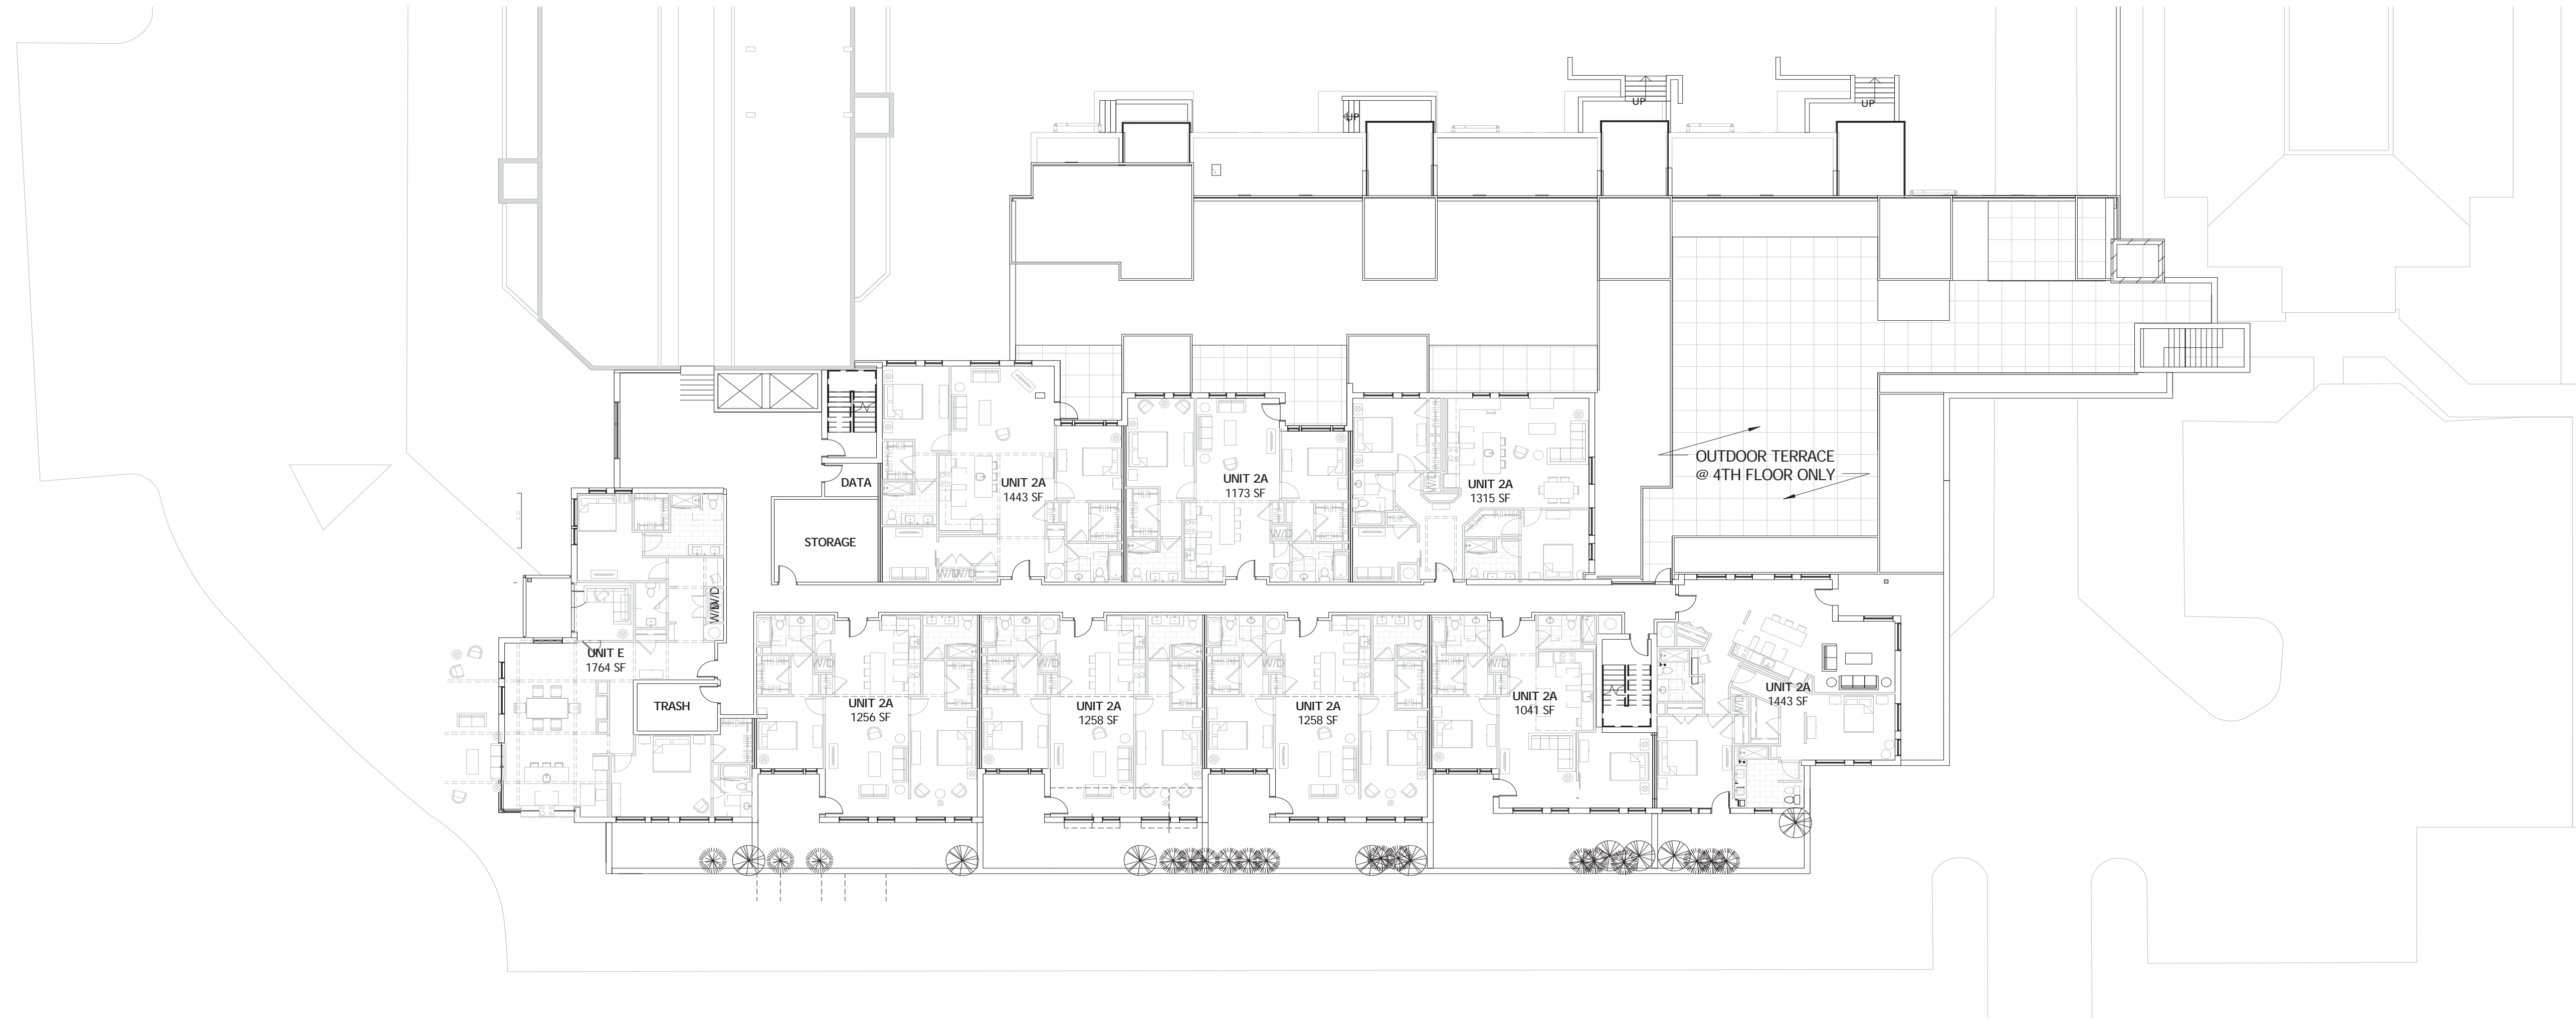 UP
UP
UP
OUTDOOR TERRACE
@ 4TH FLOOR ONLY
DATA
UNIT 2A
1443 SF
UNIT 2A
1173 SF
UNIT 2A
1315 SF
W/D
W/D
STORAGE
W/D
W/D
W/D
W/D
UNIT E
1764 SF
TRASH
W/D
UNIT 2A
1256 SF
W/D
UNIT 2A
1258 SF
W/D
UNIT 2A
1258 SF
W/D
UNIT 2A
1041 SF
UNIT 2A
1443 SF
W/D